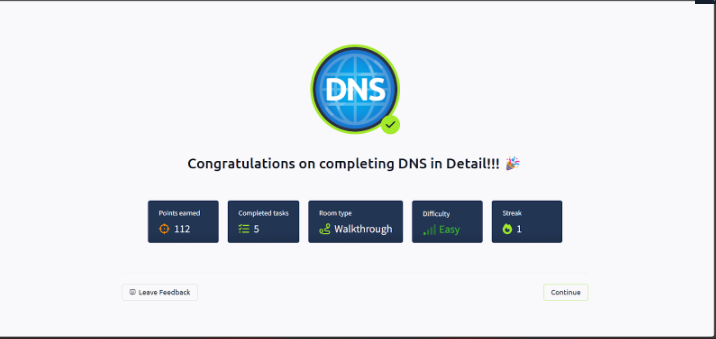 DNS
Congratulations on completing DNS in Detail!!! 🎉
Points earned
112
Completed tasks
5
Room type
Walkthrough
Difficulty
Easy
Streak
1
Leave Feedback
Continue